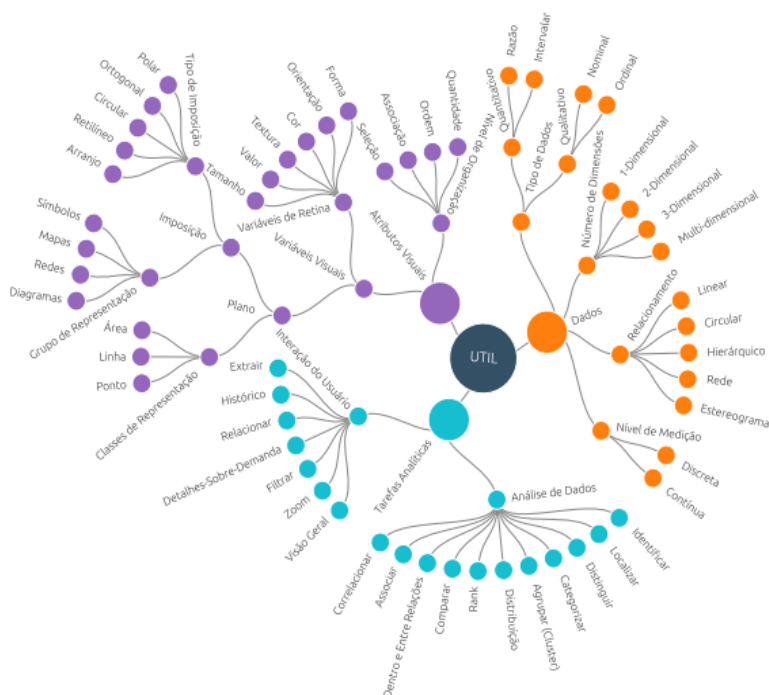 UTIL
Dados
Tipo de Dados
Quantitativo
Razão
Intervalar
Qualitativo
Nominal
Ordinal
Número de Dimensões
1-Dimensional
2-Dimensional
3-Dimensional
Multi-dimensional
Relacionamento
Linear
Circular
Hierárquico
Rede
Estereograma
Nível de Medição
Discreta
Contínua
Tarefas Analíticas
Análise de Dados
Identificar
Localizar
Distinguir
Categorizar
Agrupar (Cluster)
Distribuição
Rank
Comparar
Dentro e Entre Relações
Associar
Correlacionar
Interação do Usuário
Visão Geral
Zoom
Filtrar
Detalhes-Sobre-Demanda
Relacionar
Histórico
Extrair
Atributos Visuais
Variáveis Visuais
Plano
Classes de Representação
Ponto
Linha
Área
Imposição
Grupo de Representação
Diagramas
Redes
Mapas
Símbolos
Tipo de Imposição
Arranjo
Retilíneo
Circular
Ortogonal
Polar
Variáveis de Retina
Tamanho
Valor
Textura
Cor
Orientação
Forma
Nível de Organização
Seleção
Associação
Ordem
Quantidade